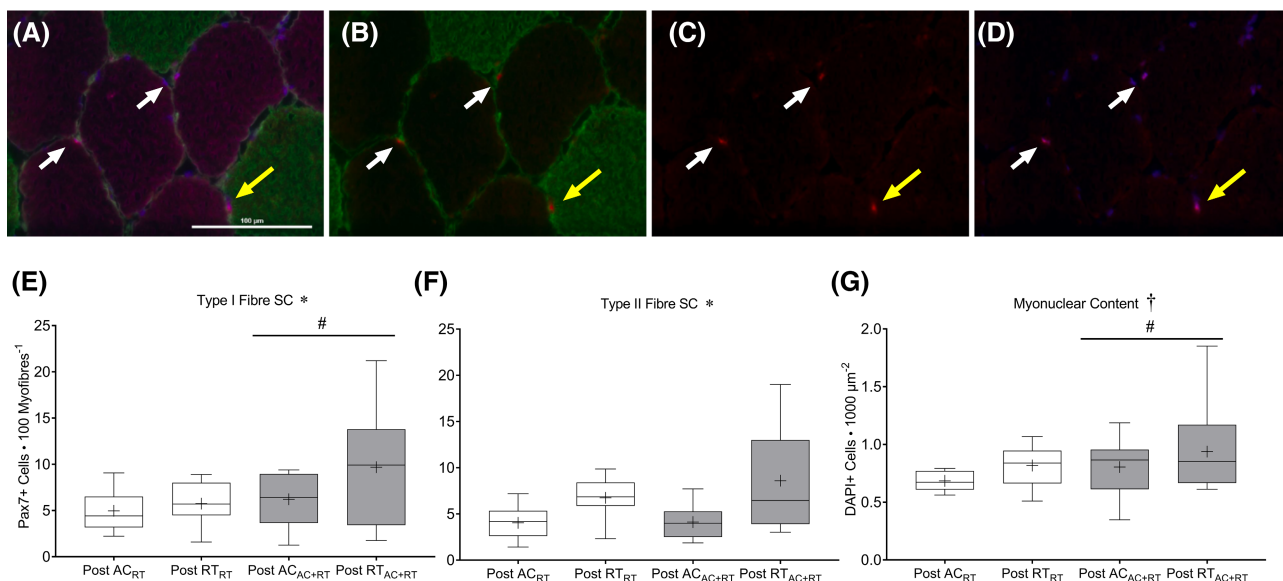 (A)
(B)
(C)
(D)
100 µm
(E)
Type I Fibre SC *
#
Pax7+ Cells • 100 Myofibres⁻¹
25
20
15
10
5
0
Post AC_RT
Post RT_RT
Post AC_AC+RT
Post RT_AC+RT
(F)
Type II Fibre SC *
25
20
15
10
5
0
Post AC_RT
Post RT_RT
Post AC_AC+RT
Post RT_AC+RT
(G)
Myonuclear Content †
#
DAPI+ Cells • 1000 µm⁻²
2.0
1.5
1.0
0.5
0.0
Post AC_RT
Post RT_RT
Post AC_AC+RT
Post RT_AC+RT